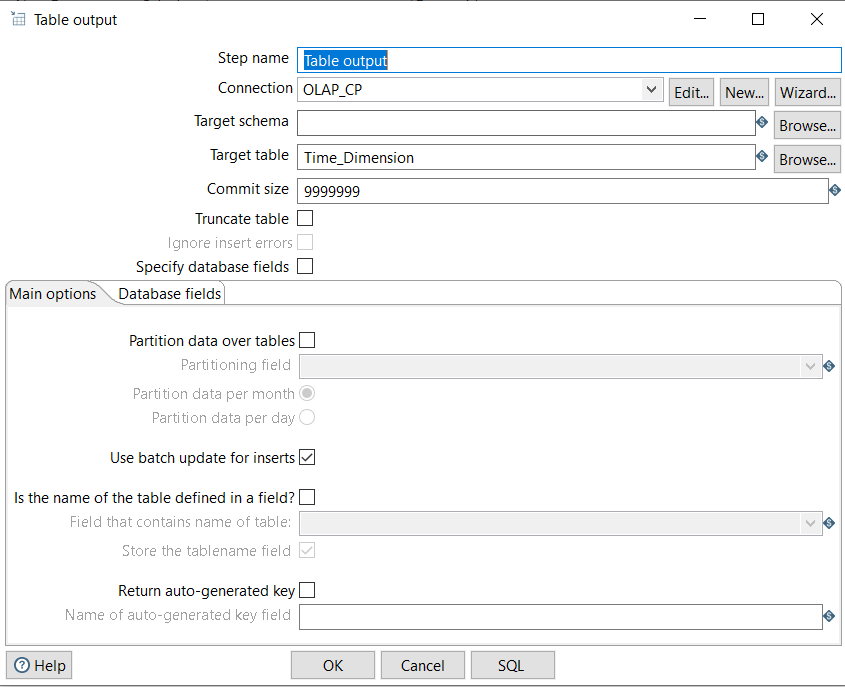 Table output
Step name Table output
Connection OLAP_CP Edit... New... Wizard...
Target schema Browse...
Target table Time_Dimension Browse...
Commit size 9999999
Truncate table
Ignore insert errors
Specify database fields
Main options Database fields
Partition data over tables
Partitioning field
Partition data per month
Partition data per day
Use batch update for inserts
Is the name of the table defined in a field?
Field that contains name of table:
Store the tablename field
Return auto-generated key
Name of auto-generated key field
Help OK Cancel SQL